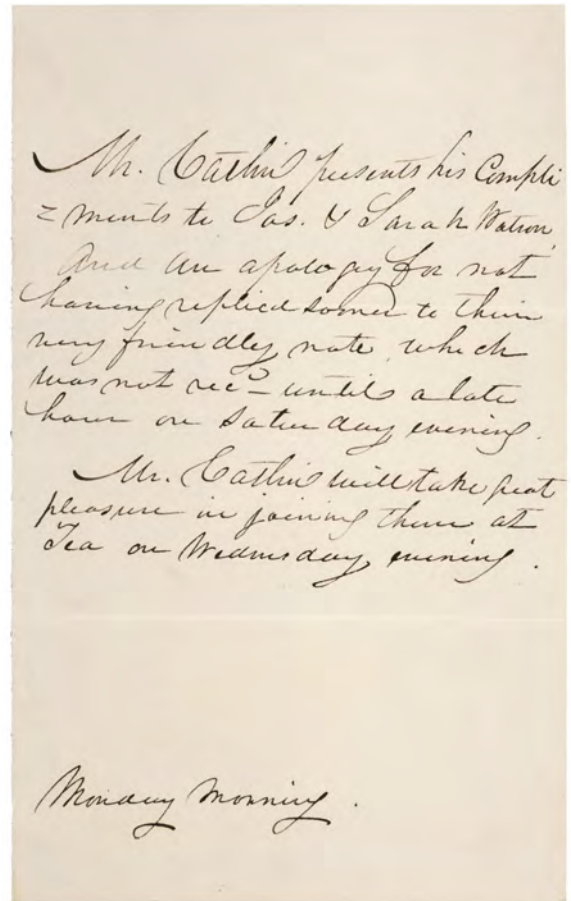 Mr. Catlin presents his Compli
= ments to Jas. & Sarah Watson,
And an apology for not
having replied sooner to their
very friendly note, which
was not recd– until a late
hour on Saturday evening.
Mr. Catlin will take great
pleasure in joining them at
Tea on Wednesday evening.
Monday Morning.